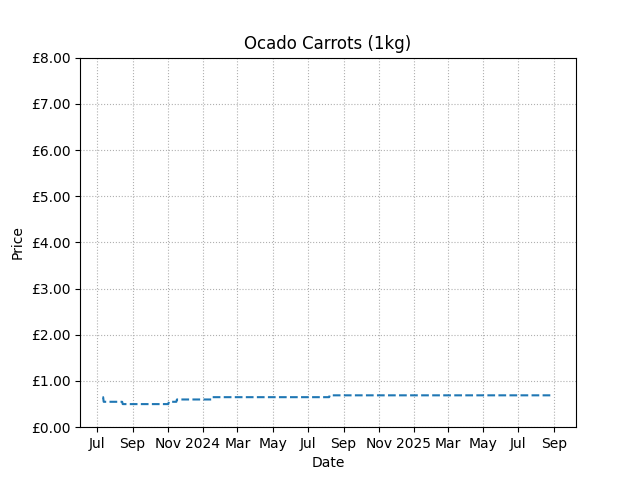 Ocado Carrots (1kg)
£8.00
£7.00
£6.00
£5.00
£4.00
£3.00
£2.00
£1.00
£0.00
Price
Jul Sep Nov 2024 Mar May Jul Sep Nov 2025 Mar May Jul Sep
Date